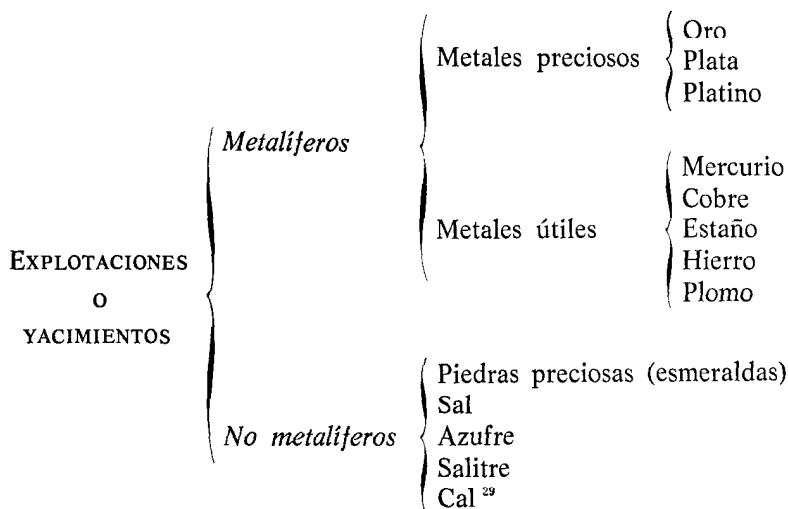 EXPLOTACIONES
O
YACIMIENTOS
Metalíferos
Metales preciosos
Oro
Plata
Platino
Metales útiles
Mercurio
Cobre
Estaño
Hierro
Plomo
No metalíferos
Piedras preciosas (esmeraldas)
Sal
Azufre
Salitre
Cal ²⁹